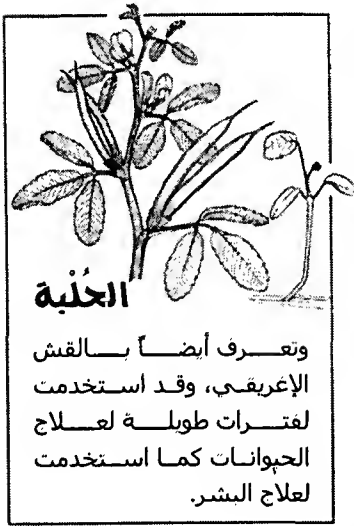 الحُلْبة
وتعرف أيضاً بالقش
الإغريقي، وقد استخدمت
لفترات طويلة لعلاج
الحيوانات كما استخدمت
لعلاج البشر.